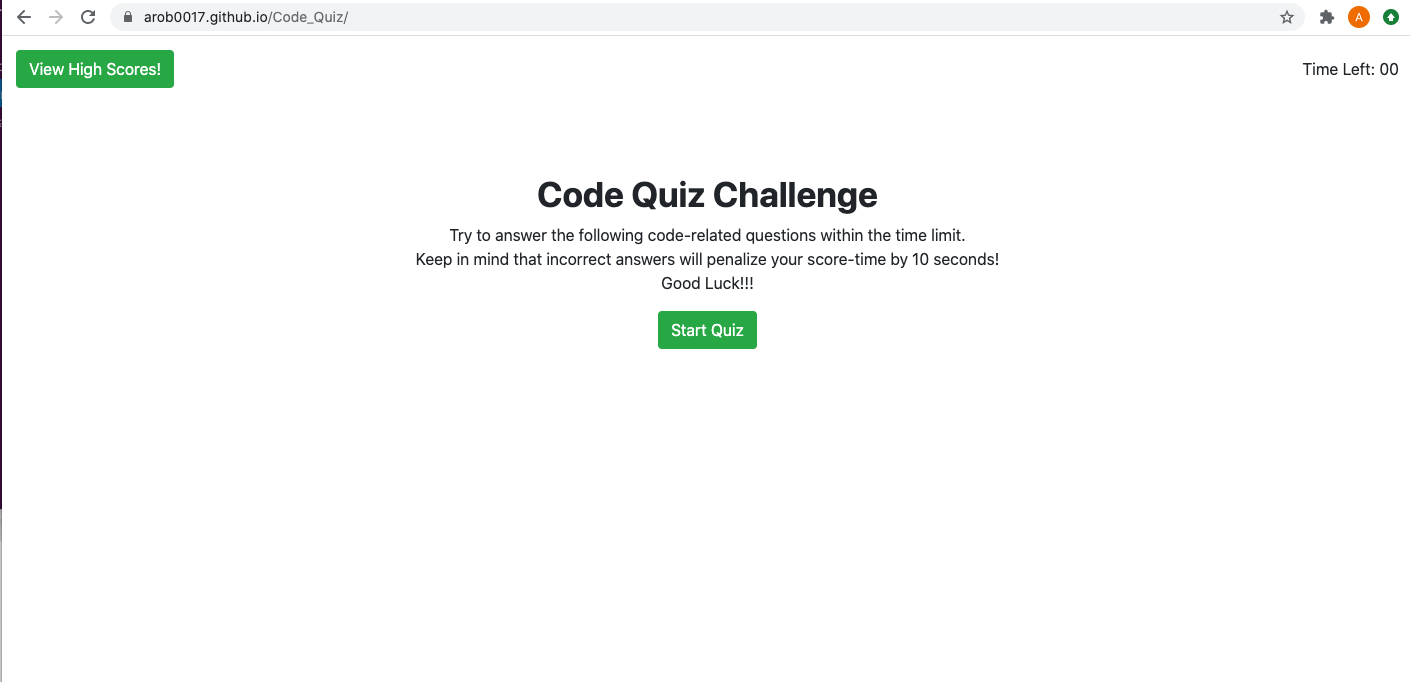 arob0017.github.io/Code_Quiz/
A
View High Scores!
Time Left: 00
Code Quiz Challenge
Try to answer the following code-related questions within the time limit.
Keep in mind that incorrect answers will penalize your score-time by 10 seconds!
Good Luck!!!
Start Quiz